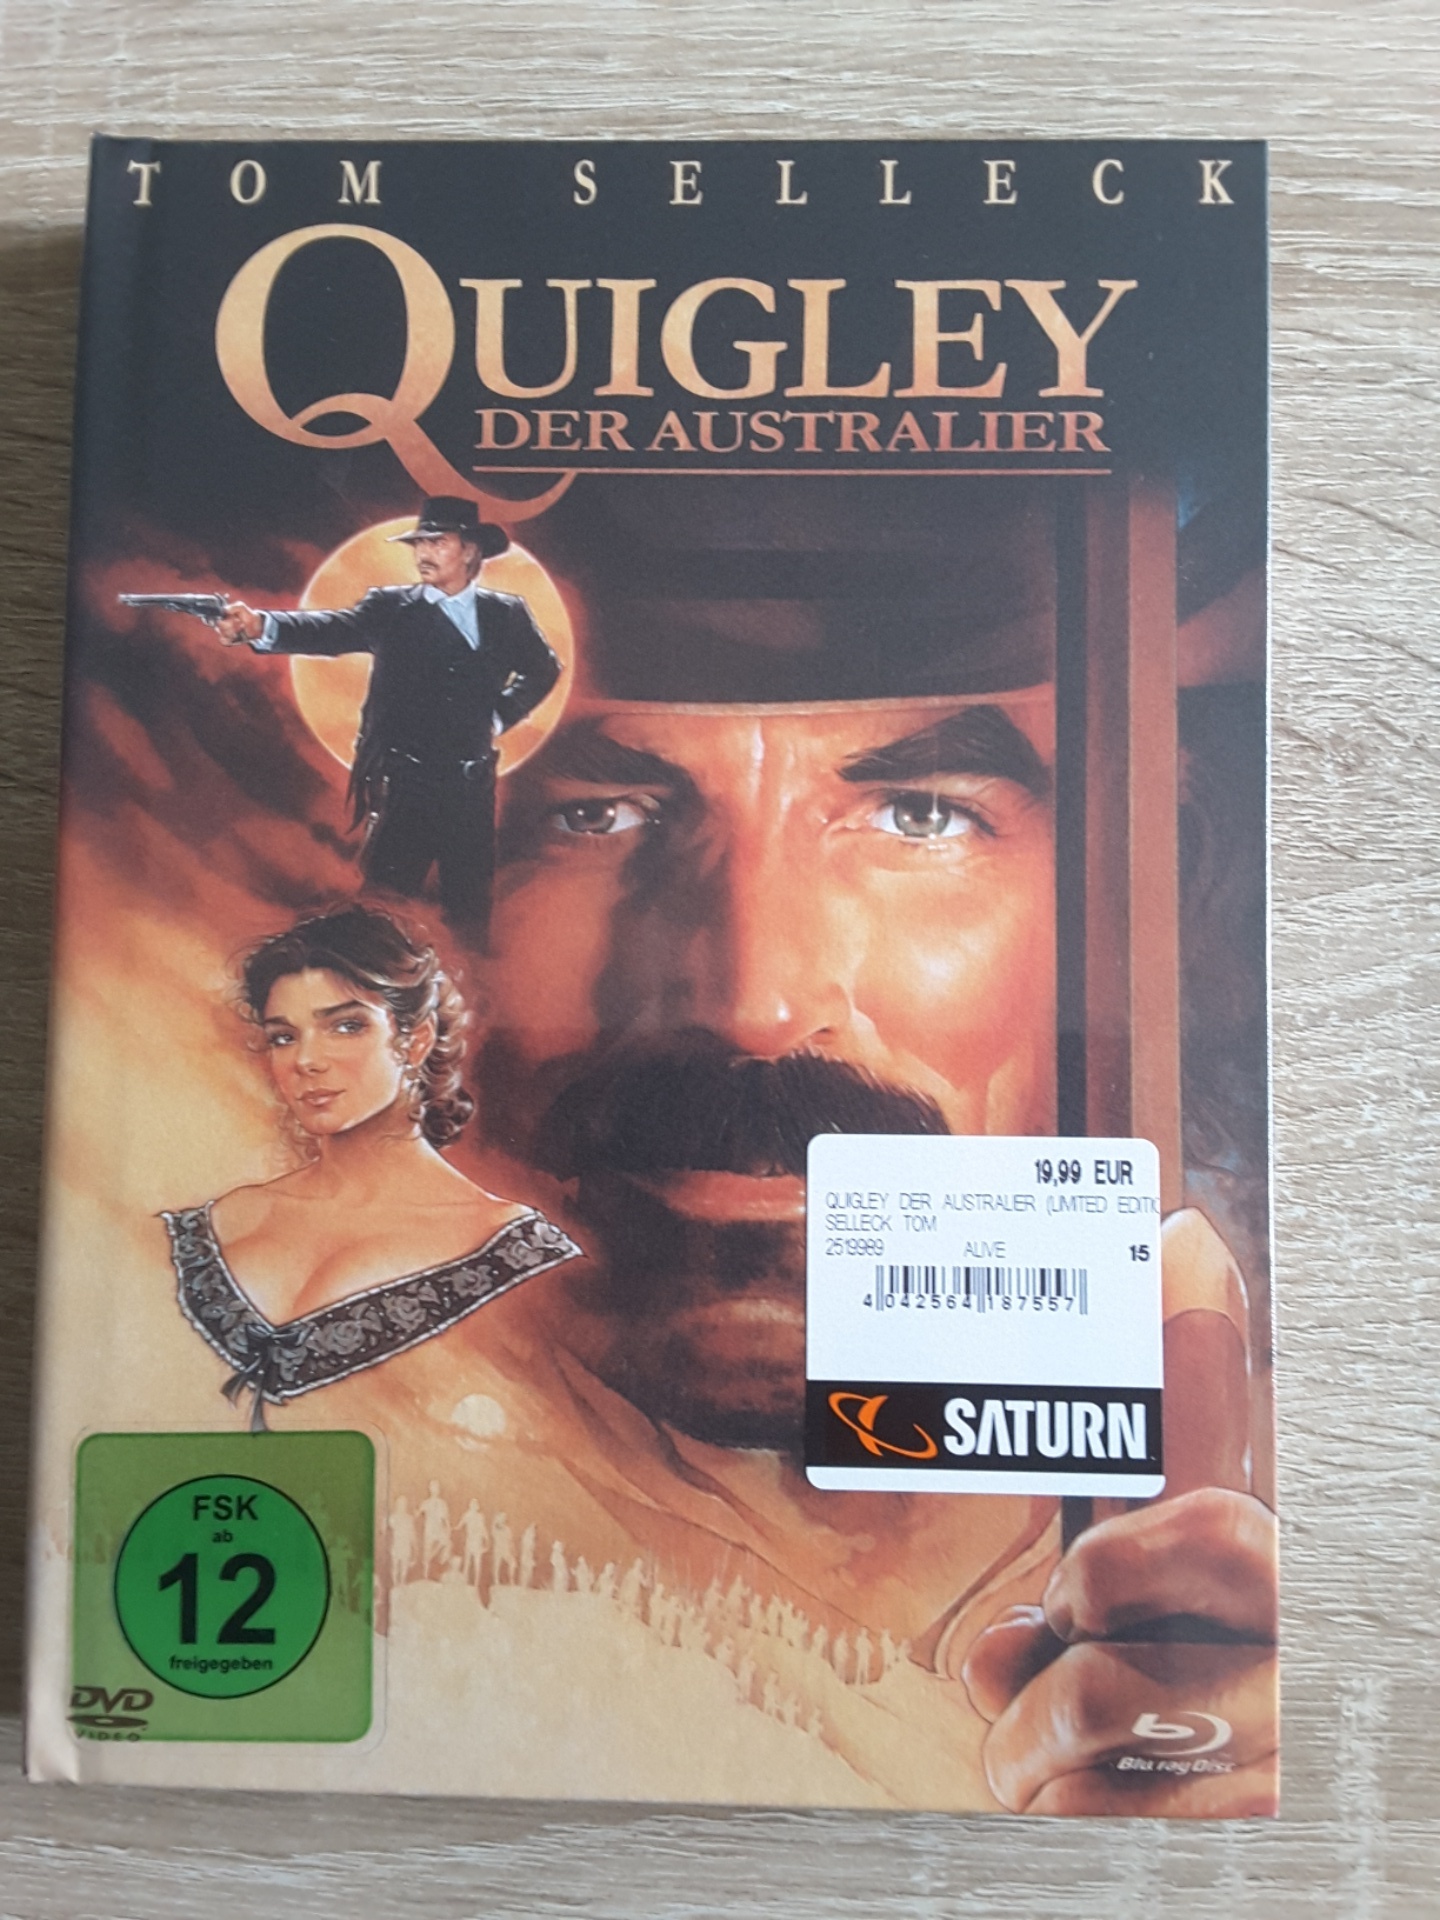 TOM SELLECK
QUIGLEY
DER AUSTRALIER
19,99 EUR
QUIGLEY DER AUSTRALIER (LIMITED EDITIO
SELLECK TOM
2519989 ALIVE 15
4 042564 187557
SATURN
FSK
ab
12
freigegeben
DVD
VIDEO
Blu-ray Disc